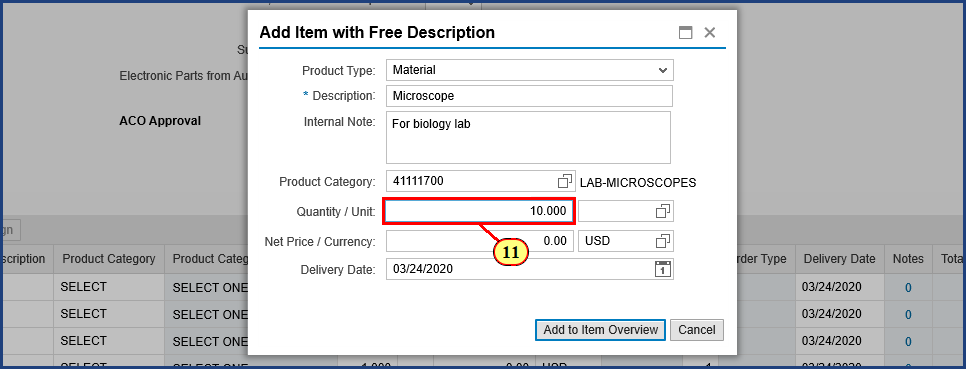 Add Item with Free Description
Su
Product Type: Material
Electronic Parts from Au
* Description: Microscope
Internal Note: For biology lab
ACO Approval
Product Category: 41111700 LAB-MICROSCOPES
Quantity / Unit: 10.000
Net Price / Currency: 0.00 USD
11
Delivery Date: 03/24/2020 1
Add to Item Overview Cancel
ign
scription Product Category Product Categ rder Type Delivery Date Notes Total
SELECT SELECT ONE 03/24/2020 0
SELECT SELECT ONE 03/24/2020 0
SELECT SELECT ONE 03/24/2020 0
SELECT SELECT ONE 1.000 0.00 USD 1 03/24/2020 0